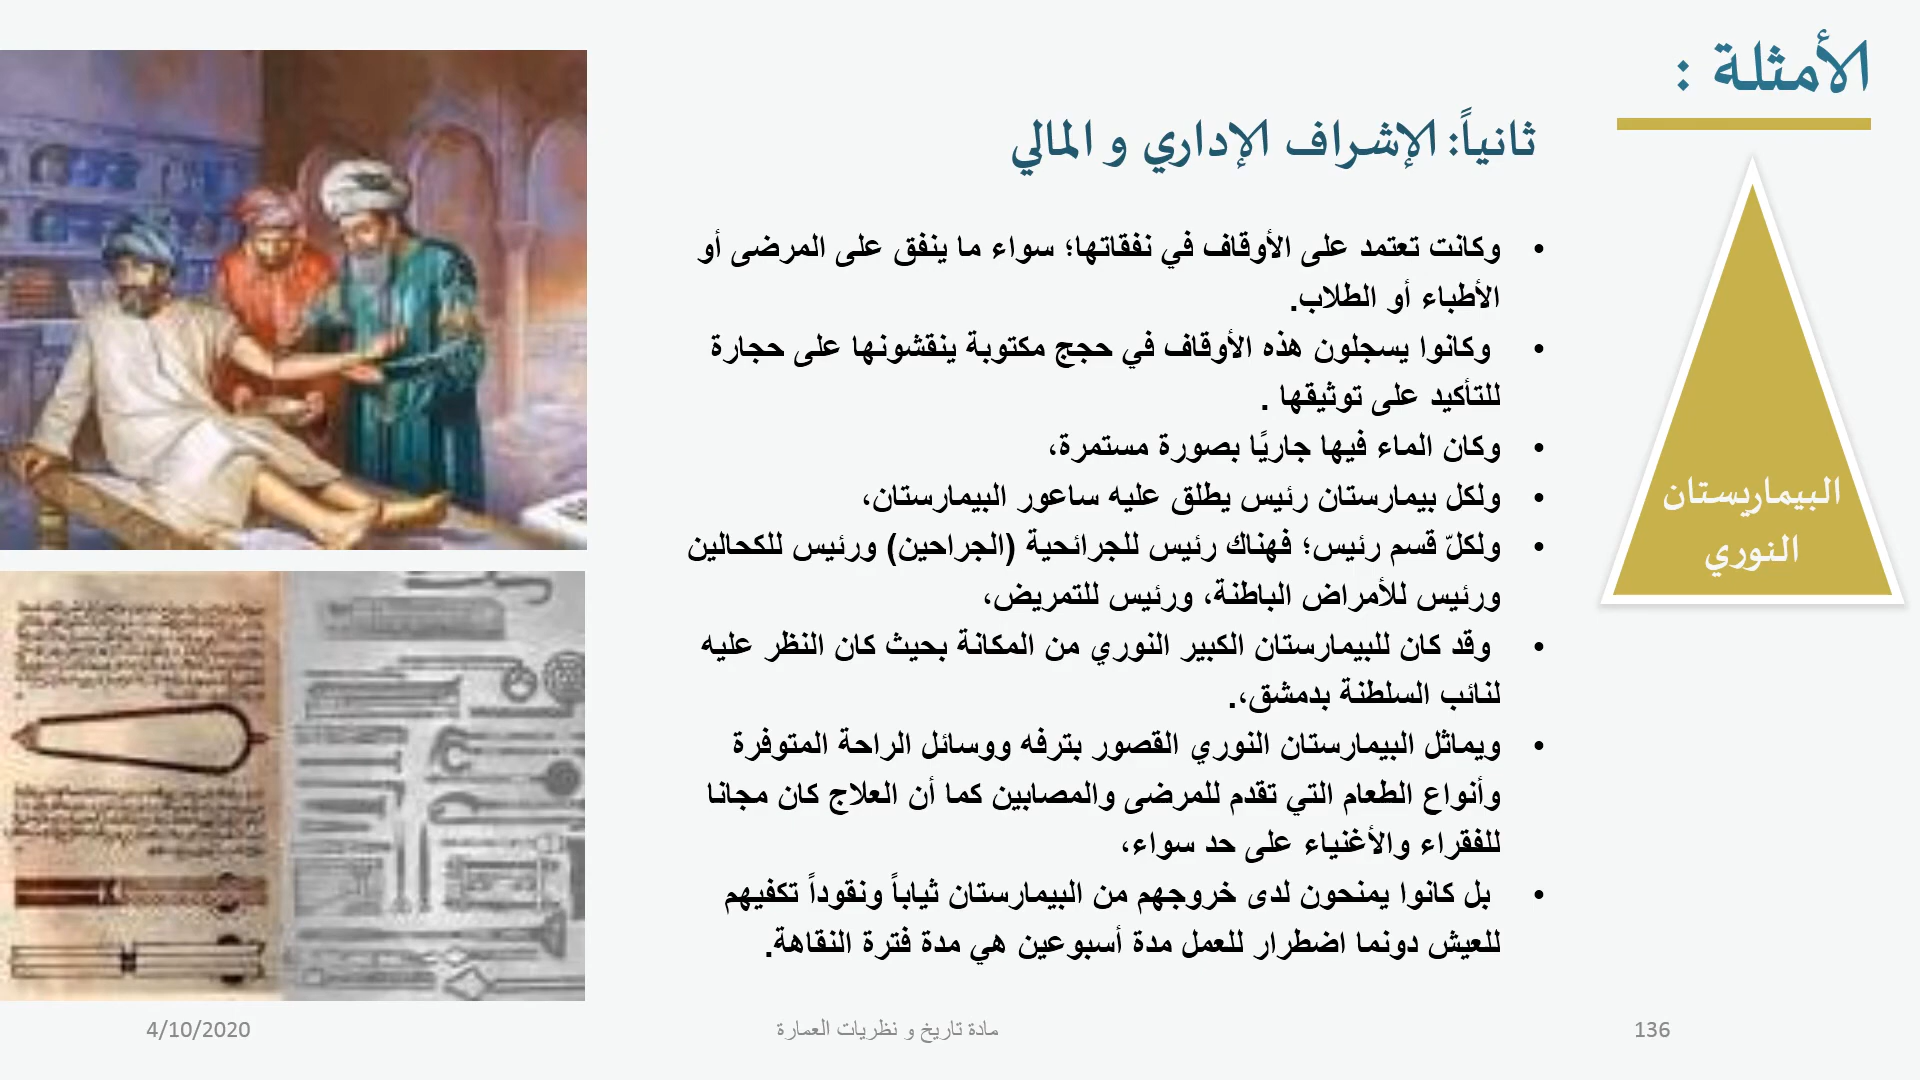 الأمثلة :
ثانياً: الإشراف الإداري و المالي
• وكانت تعتمد على الأوقاف في نفقاتها؛ سواء ما ينفق على المرضى أو
الأطباء أو الطلاب.
• وكانوا يسجلون هذه الأوقاف في حجج مكتوبة ينقشونها على حجارة
للتأكيد على توثيقها .
• وكان الماء فيها جاريًا بصورة مستمرة،
• ولكل بيمارستان رئيس يطلق عليه ساعور البيمارستان،
• ولكلّ قسم رئيس؛ فهناك رئيس للجرائحية (الجراحين) ورئيس للكحالين
ورئيس للأمراض الباطنة، ورئيس للتمريض،
• وقد كان للبيمارستان الكبير النوري من المكانة بحيث كان النظر عليه
لنائب السلطنة بدمشق،.
• ويماثل البيمارستان النوري القصور بترفه ووسائل الراحة المتوفرة
وأنواع الطعام التي تقدم للمرضى والمصابين كما أن العلاج كان مجانا
للفقراء والأغنياء على حد سواء،
• بل كانوا يمنحون لدى خروجهم من البيمارستان ثياباً ونقوداً تكفيهم
للعيش دونما اضطرار للعمل مدة أسبوعين هي مدة فترة النقاهة.
البيماريستان
النوري
136
مادة تاريخ و نظريات العمارة
4/10/2020